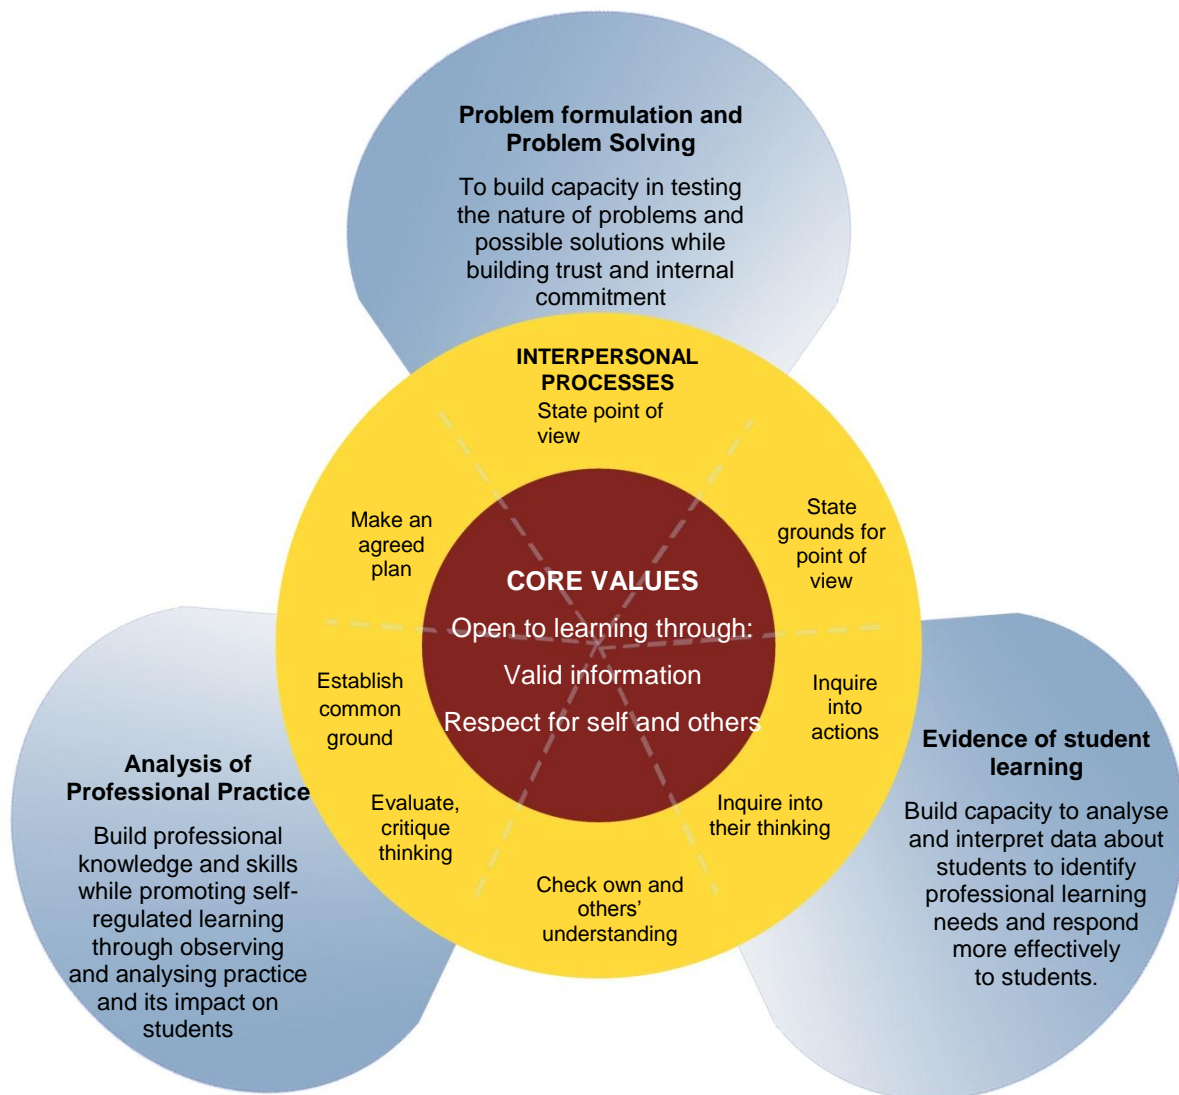 Problem formulation and
Problem Solving
To build capacity in testing
the nature of problems and
possible solutions while
building trust and internal
commitment
INTERPERSONAL
PROCESSES
State point of
view
State
grounds for
point of
view
Inquire
into
actions
Inquire into
their thinking
Check own and
others’
understanding
Evaluate,
critique
thinking
Establish
common
ground
Make an
agreed
plan
CORE VALUES
Open to learning through:
Valid information
Respect for self and others
Evidence of student
learning
Build capacity to analyse
and interpret data about
students to identify
professional learning
needs and respond
more effectively
to students.
Analysis of
Professional Practice
Build professional
knowledge and skills
while promoting self-
regulated learning
through observing
and analysing practice
and its impact on
students